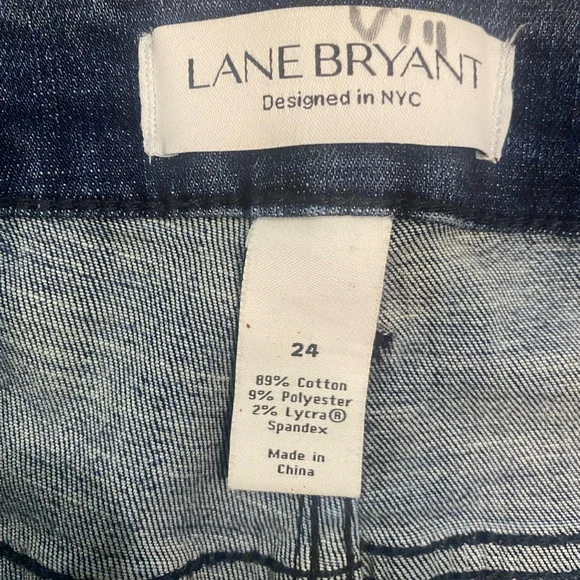 LANE BRYANT
Designed in NYC
24
89% Cotton
9% Polyester
2% Lycra®
Spandex
Made in
China